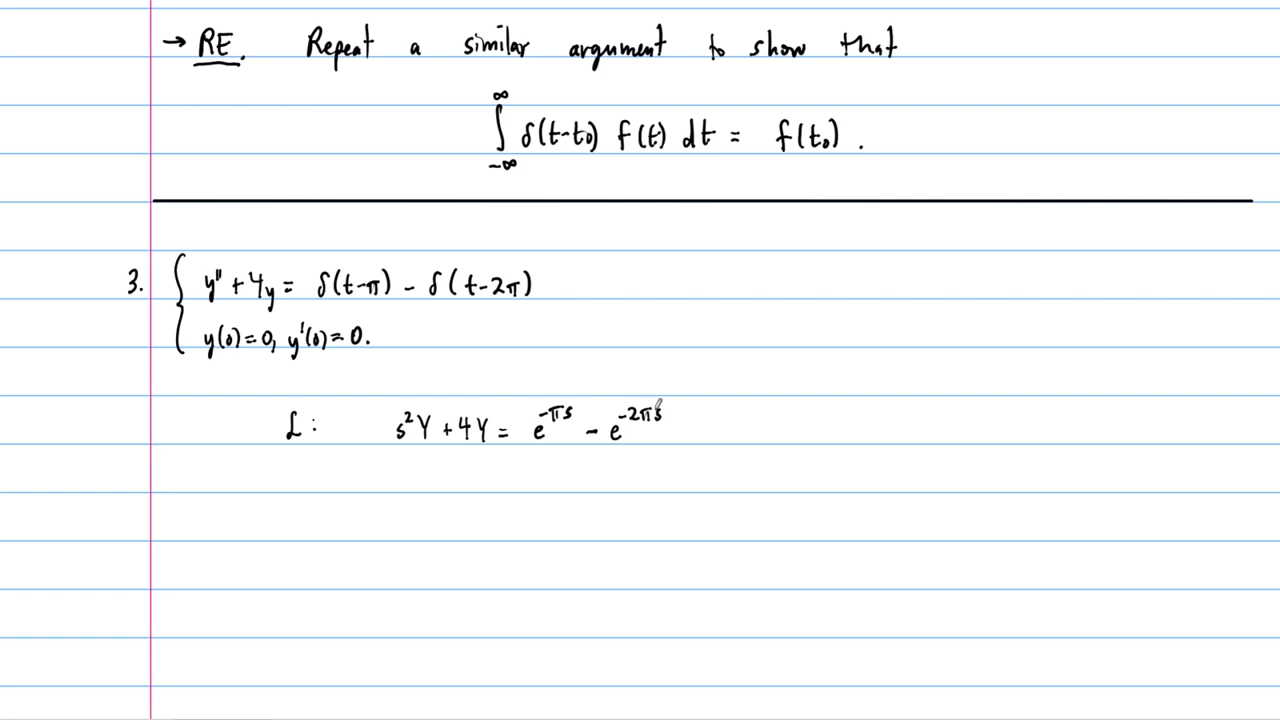 → RE. Repeat a similar argument to show that
∫_{-∞}^{∞} δ(t-t₀) f(t) dt = f(t₀).
3. { y'' + 4y = δ(t-π) - δ(t-2π)
y(0)=0, y'(0)=0.
ℒ: s²Y + 4Y = e^{-πs} - e^{-2πs}